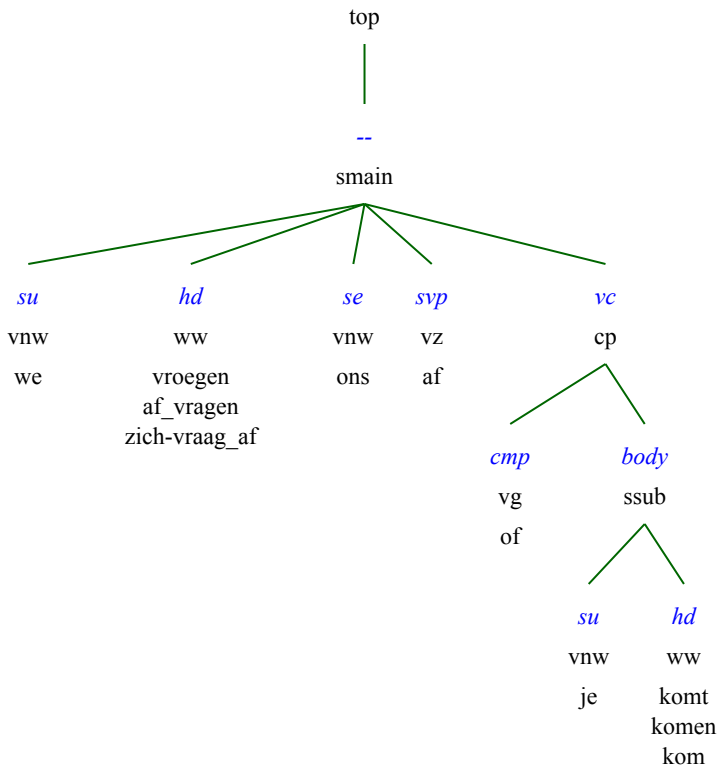 top
--
smain
su hd se svp vc
vnw ww vnw vz cp
we vroegen ons af
af_vragen
zich-vraag_af
cmp body
vg ssub
of
su hd
vnw ww
je komt
komen
kom